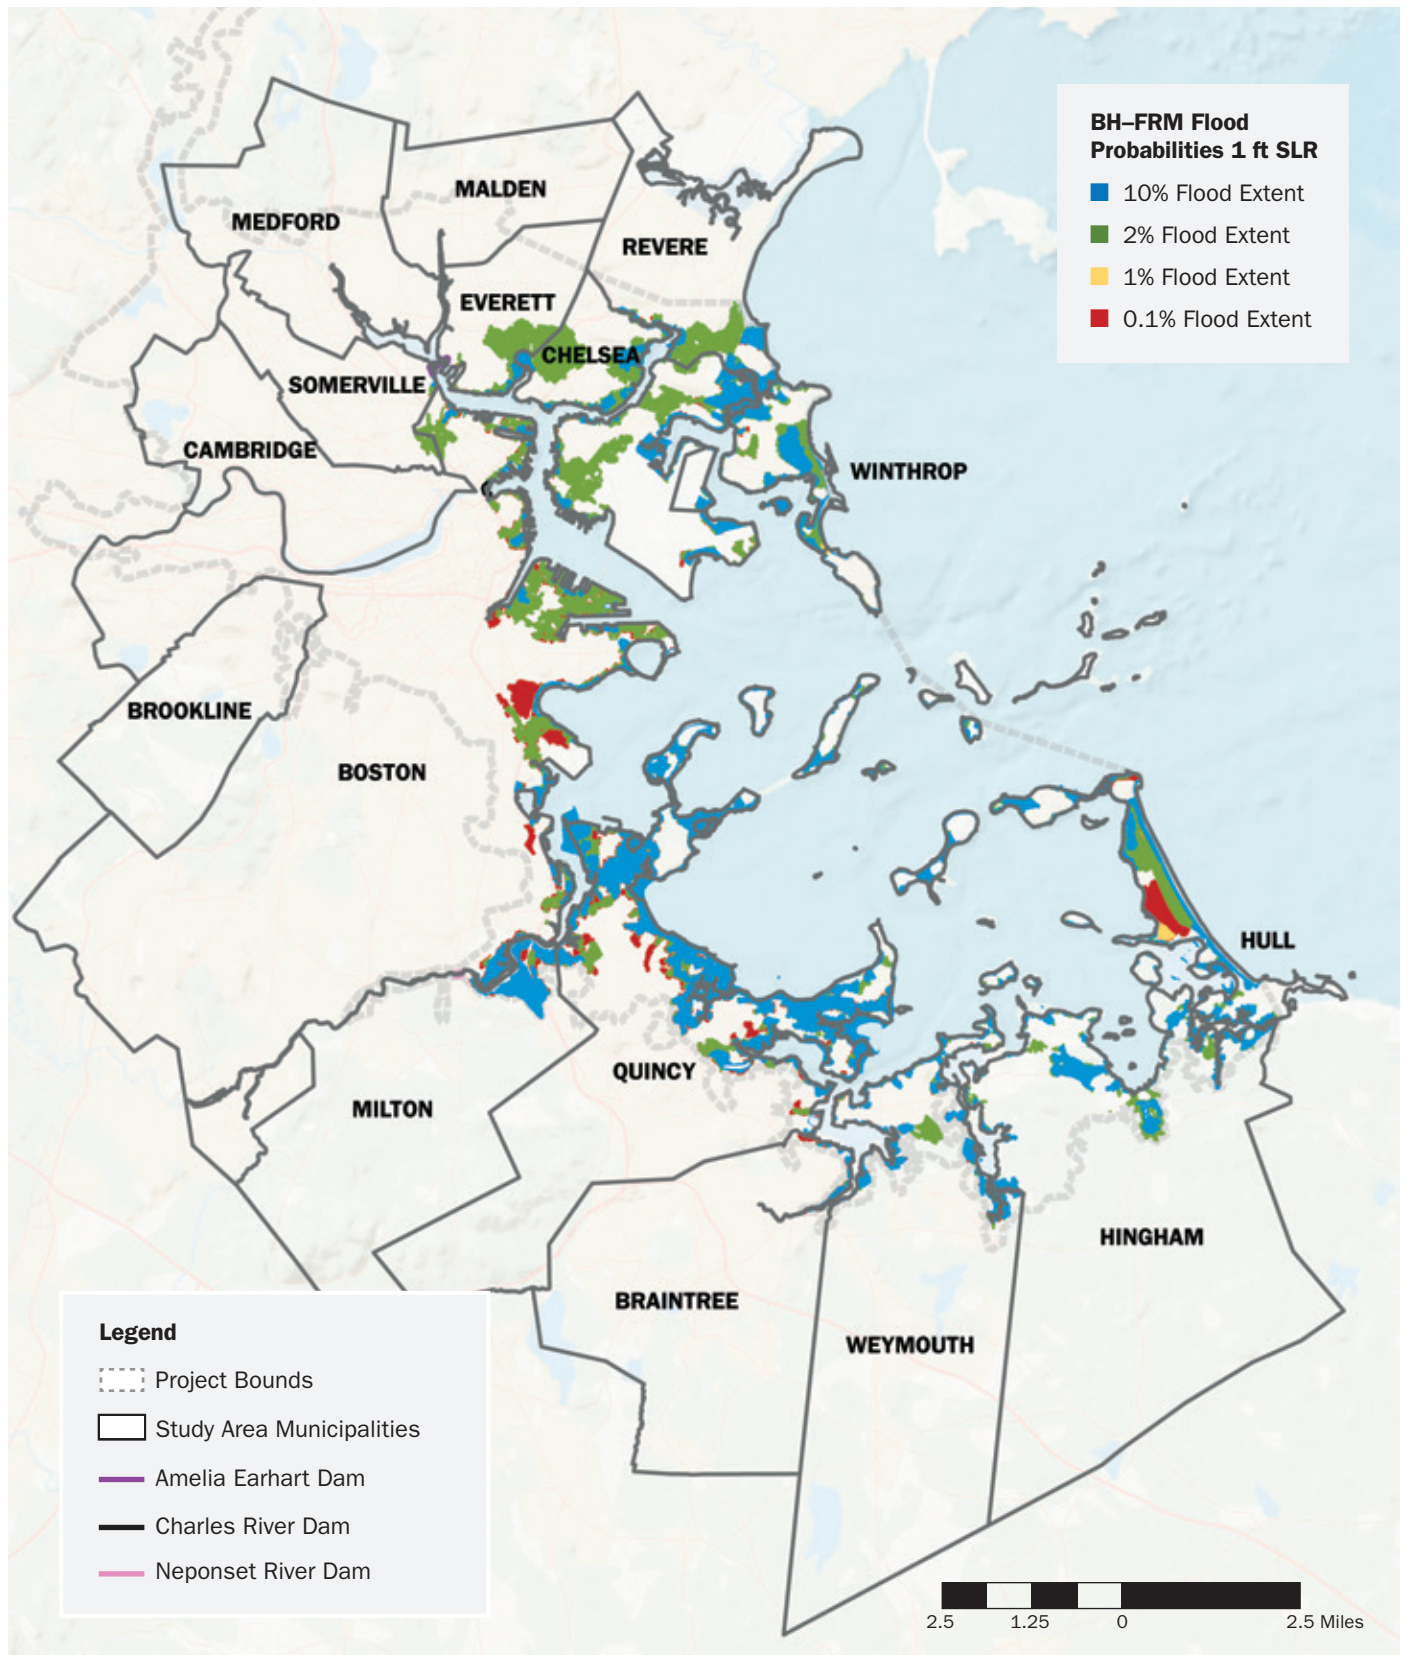 BH–FRM Flood
Probabilities 1 ft SLR
10% Flood Extent
2% Flood Extent
1% Flood Extent
0.1% Flood Extent
MALDEN
MEDFORD
REVERE
EVERETT
CHELSEA
SOMERVILLE
CAMBRIDGE
WINTHROP
BROOKLINE
BOSTON
HULL
QUINCY
MILTON
HINGHAM
BRAINTREE
WEYMOUTH
Legend
Project Bounds
Study Area Municipalities
Amelia Earhart Dam
Charles River Dam
Neponset River Dam
2.5 1.25 0 2.5 Miles